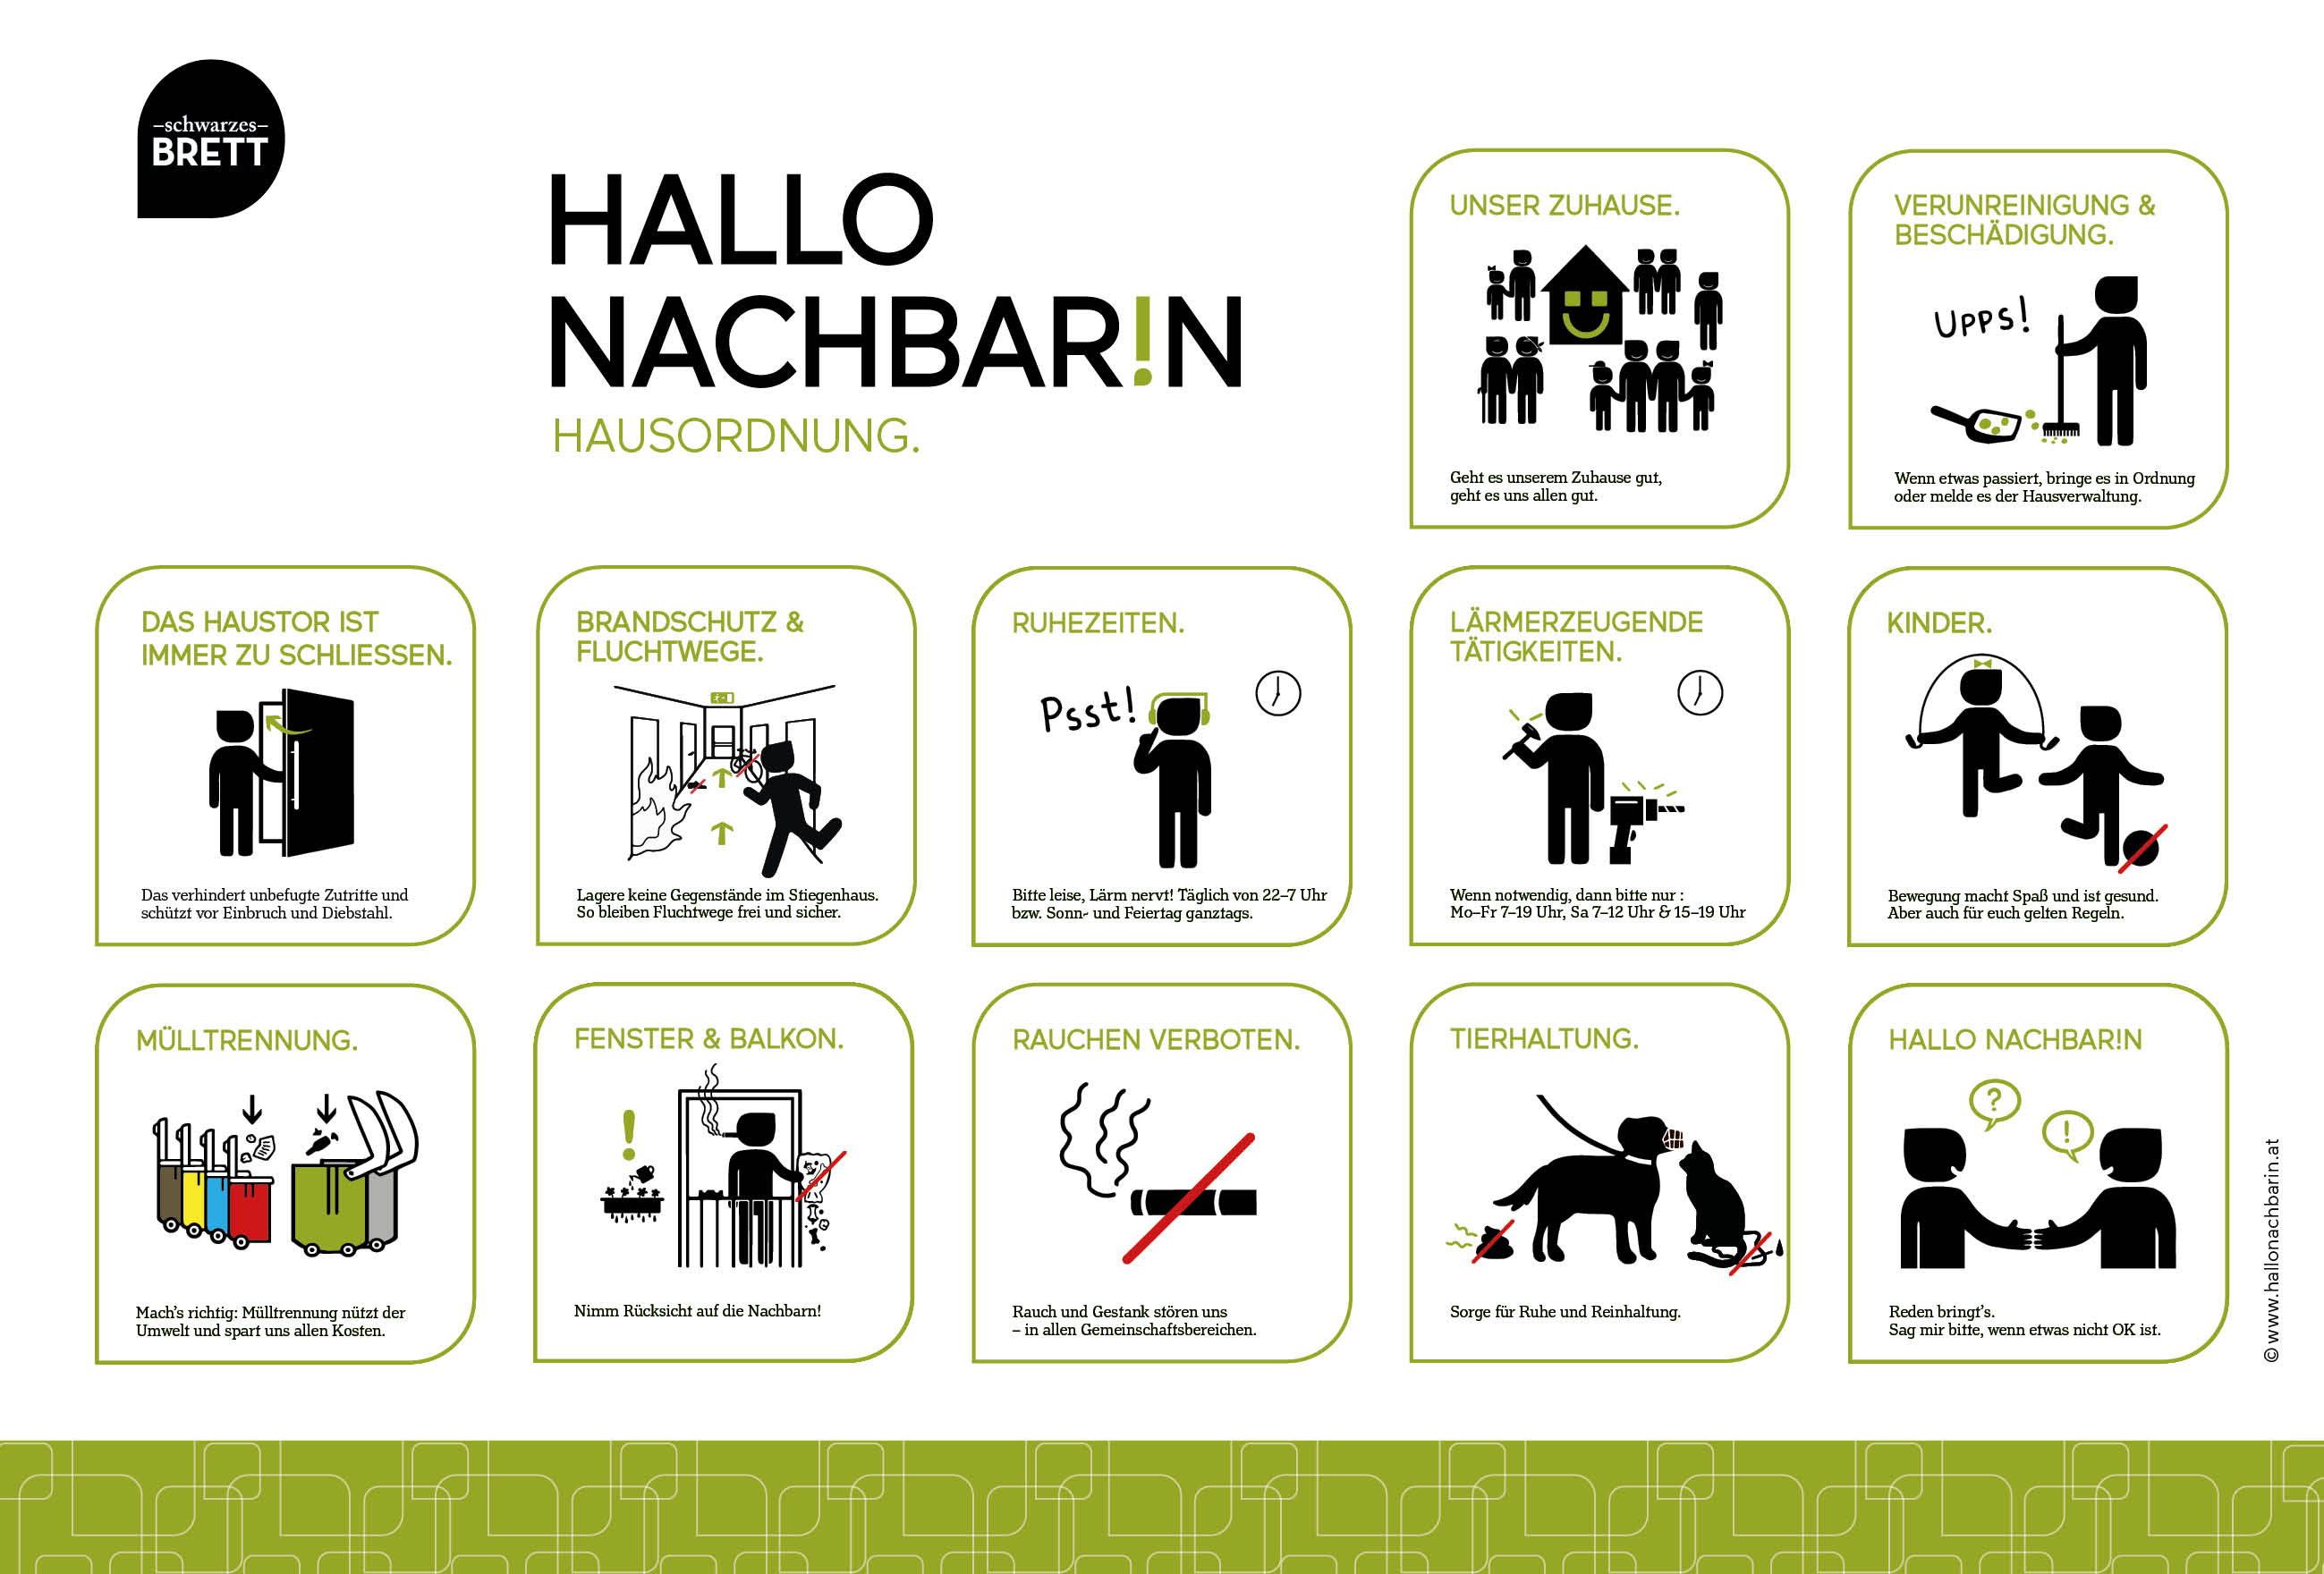 –schwarzes–
BRETT
HALLO
NACHBAR!N
HAUSORDNUNG.
UNSER ZUHAUSE.
Geht es unserem Zuhause gut,
geht es uns allen gut.
VERUNREINIGUNG &
BESCHÄDIGUNG.
UPPS!
Wenn etwas passiert, bringe es in Ordnung
oder melde es der Hausverwaltung.
DAS HAUSTOR IST
IMMER ZU SCHLIESSEN.
Das verhindert unbefugte Zutritte und
schützt vor Einbruch und Diebstahl.
BRANDSCHUTZ &
FLUCHTWEGE.
Lagere keine Gegenstände im Stiegenhaus.
So bleiben Fluchtwege frei und sicher.
RUHEZEITEN.
Psst!
Bitte leise, Lärm nervt! Täglich von 22–7 Uhr
bzw. Sonn- und Feiertag ganztags.
LÄRMERZEUGENDE
TÄTIGKEITEN.
Wenn notwendig, dann bitte nur :
Mo–Fr 7–19 Uhr, Sa 7–12 Uhr & 15–19 Uhr
KINDER.
Bewegung macht Spaß und ist gesund.
Aber auch für euch gelten Regeln.
MÜLLTRENNUNG.
Mach's richtig: Mülltrennung nützt der
Umwelt und spart uns allen Kosten.
FENSTER & BALKON.
!
Nimm Rücksicht auf die Nachbarn!
RAUCHEN VERBOTEN.
Rauch und Gestank stören uns
– in allen Gemeinschaftsbereichen.
TIERHALTUNG.
Sorge für Ruhe und Reinhaltung.
HALLO NACHBAR!N
?
!
Reden bringt's.
Sag mir bitte, wenn etwas nicht OK ist.
© www.hallonachbarin.at